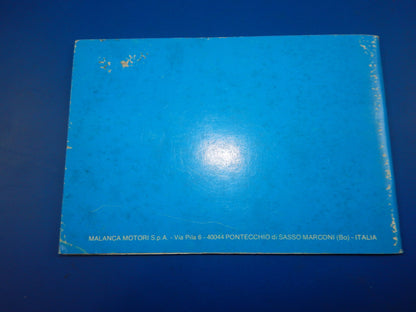 MALANCA MOTORI S.p.A. - Via Pila 6 - 40044 PONTECCHIO di SASSO MARCONI (Bo) - ITALIA